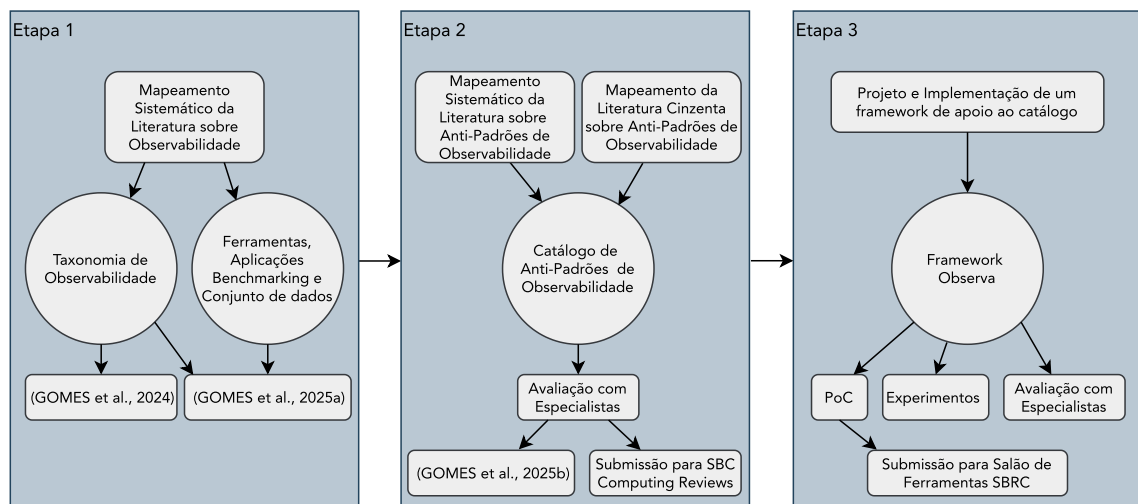 Etapa 1
Mapeamento
Sistemático da
Literatura sobre
Observabilidade
Taxonomia de
Observabilidade
Ferramentas,
Aplicações
Benchmarking e
Conjunto de dados
(GOMES et al., 2024)
(GOMES et al., 2025a)
Etapa 2
Mapeamento
Sistemático da
Literatura sobre
Anti-Padrões de
Observabilidade
Mapeamento da
Literatura Cinzenta
sobre Anti-Padrões de
Observabilidade
Catálogo de
Anti-Padrões de
Observabilidade
Avaliação com
Especialistas
(GOMES et al., 2025b)
Submissão para SBC
Computing Reviews
Etapa 3
Projeto e Implementação de um
framework de apoio ao catálogo
Framework
Observa
PoC
Experimentos
Avaliação com
Especialistas
Submissão para Salão de
Ferramentas SBRC